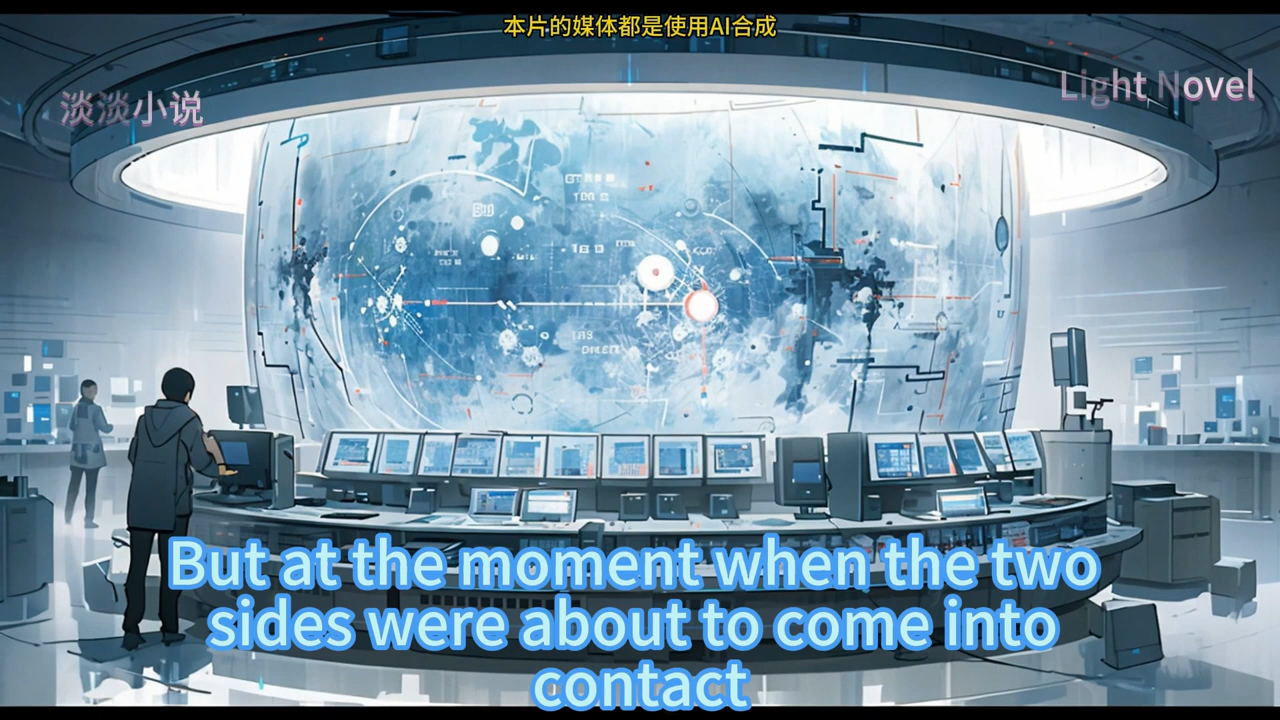 本片的媒体都是使用AI合成
淡淡小说
Light Novel
But at the moment when the two
sides were about to come into
contact